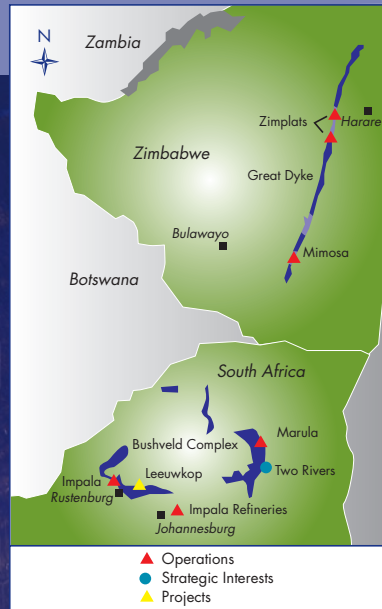 N
Zambia
Zimplats
Harare
Zimbabwe
Great Dyke
Bulawayo
Mimosa
Botswana
South Africa
Marula
Bushveld Complex
Impala
Leeuwkop
Two Rivers
Rustenburg
Impala Refineries
Johannesburg
Operations
Strategic Interests
Projects